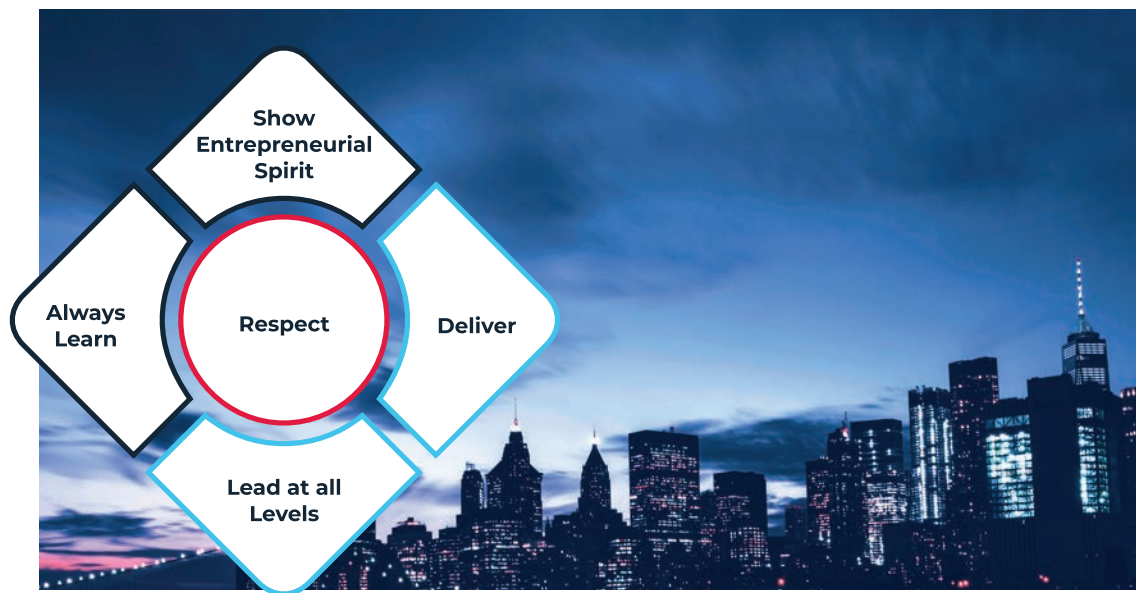 Show
Entrepreneurial
Spirit
Always
Learn
Respect
Deliver
Lead at all
Levels